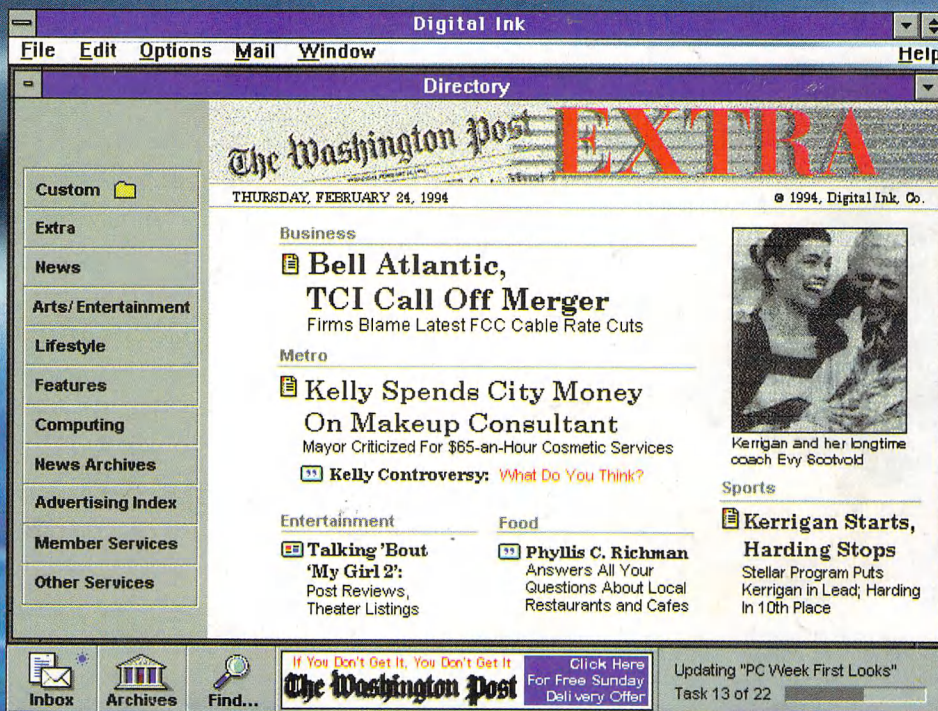 Digital Ink
File Edit Options Mail Window Help
Directory
The Washington Post EXTRA
THURSDAY, FEBRUARY 24, 1994
© 1994, Digital Ink, Co.
Custom
Extra
News
Arts/Entertainment
Lifestyle
Features
Computing
News Archives
Advertising Index
Member Services
Other Services
Business
Bell Atlantic,
TCI Call Off Merger
Firms Blame Latest FCC Cable Rate Cuts
Metro
Kelly Spends City Money
On Makeup Consultant
Mayor Criticized For $65-an-Hour Cosmetic Services
Kelly Controversy: What Do You Think?
Entertainment
Talking 'Bout
'My Girl 2':
Post Reviews,
Theater Listings
Food
Phyllis C. Richman
Answers All Your
Questions About Local
Restaurants and Cafes
Kerrigan and her longtime
coach Evy Scotvold
Sports
Kerrigan Starts,
Harding Stops
Stellar Program Puts
Kerrigan in Lead; Harding
In 10th Place
Inbox
Archives
Find...
If You Don't Get It, You Don't Get It
The Washington Post
Click Here
For Free Sunday
Delivery Offer
Updating "PC Week First Looks"
Task 13 of 22